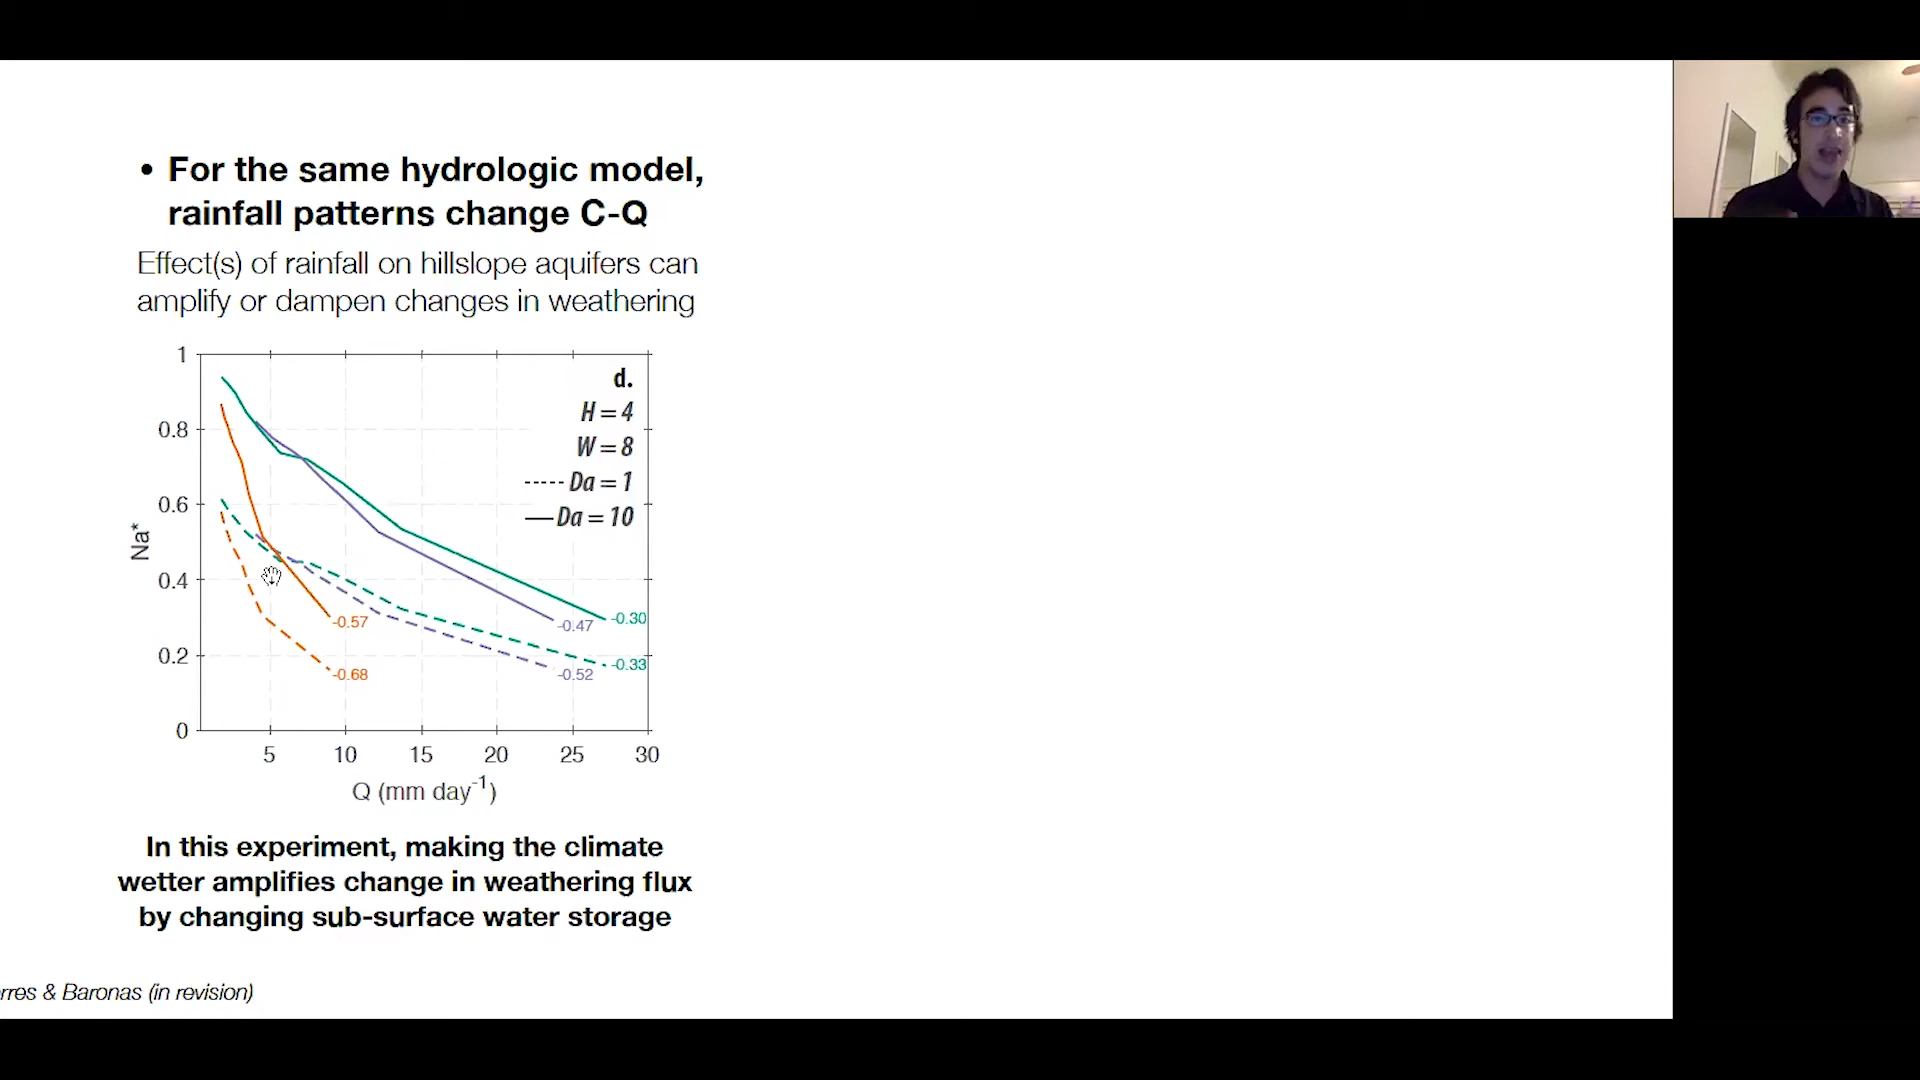 • For the same hydrologic model,
rainfall patterns change C-Q
Effect(s) of rainfall on hillslope aquifers can
amplify or dampen changes in weathering
1
0.8
0.6
0.4
0.2
0
Na*
d.
H = 4
W = 8
Da = 1
Da = 10
-0.57
-0.68
-0.47
-0.52
-0.30
-0.33
5 10 15 20 25 30
Q (mm day-1)
In this experiment, making the climate
wetter amplifies change in weathering flux
by changing sub-surface water storage
rres & Baronas (in revision)